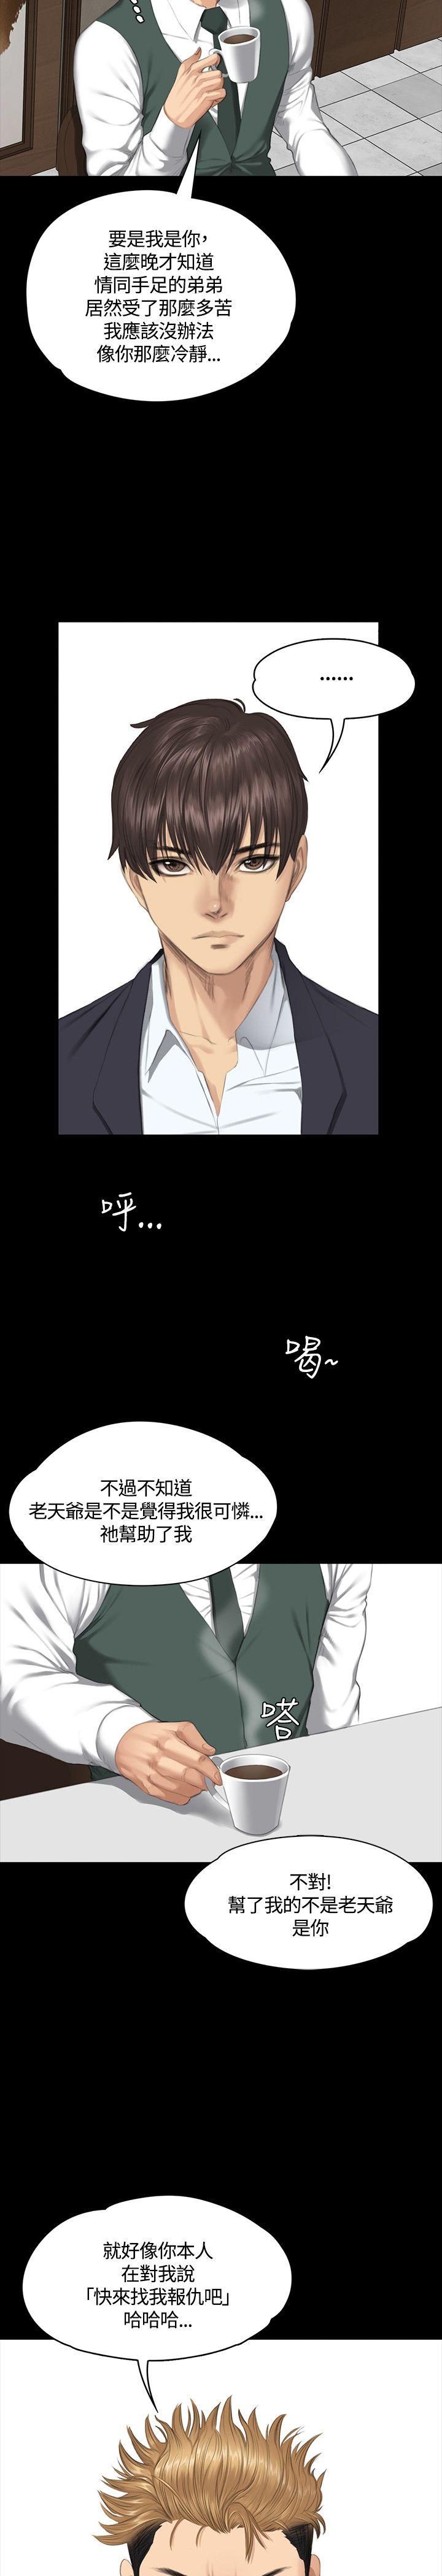 要是我是你,
這麼晚才知道
情同手足的弟弟
居然受了那麼多苦
我應該沒辦法
像你那麼冷靜...
......
呼...
喝~
不過不知道
老天爺是不是覺得我很可憐...
祂幫助了我
嗒
不對!
幫了我的不是老天爺
是你
就好像你本人
在對我說
「快來找我報仇吧」
哈哈哈...